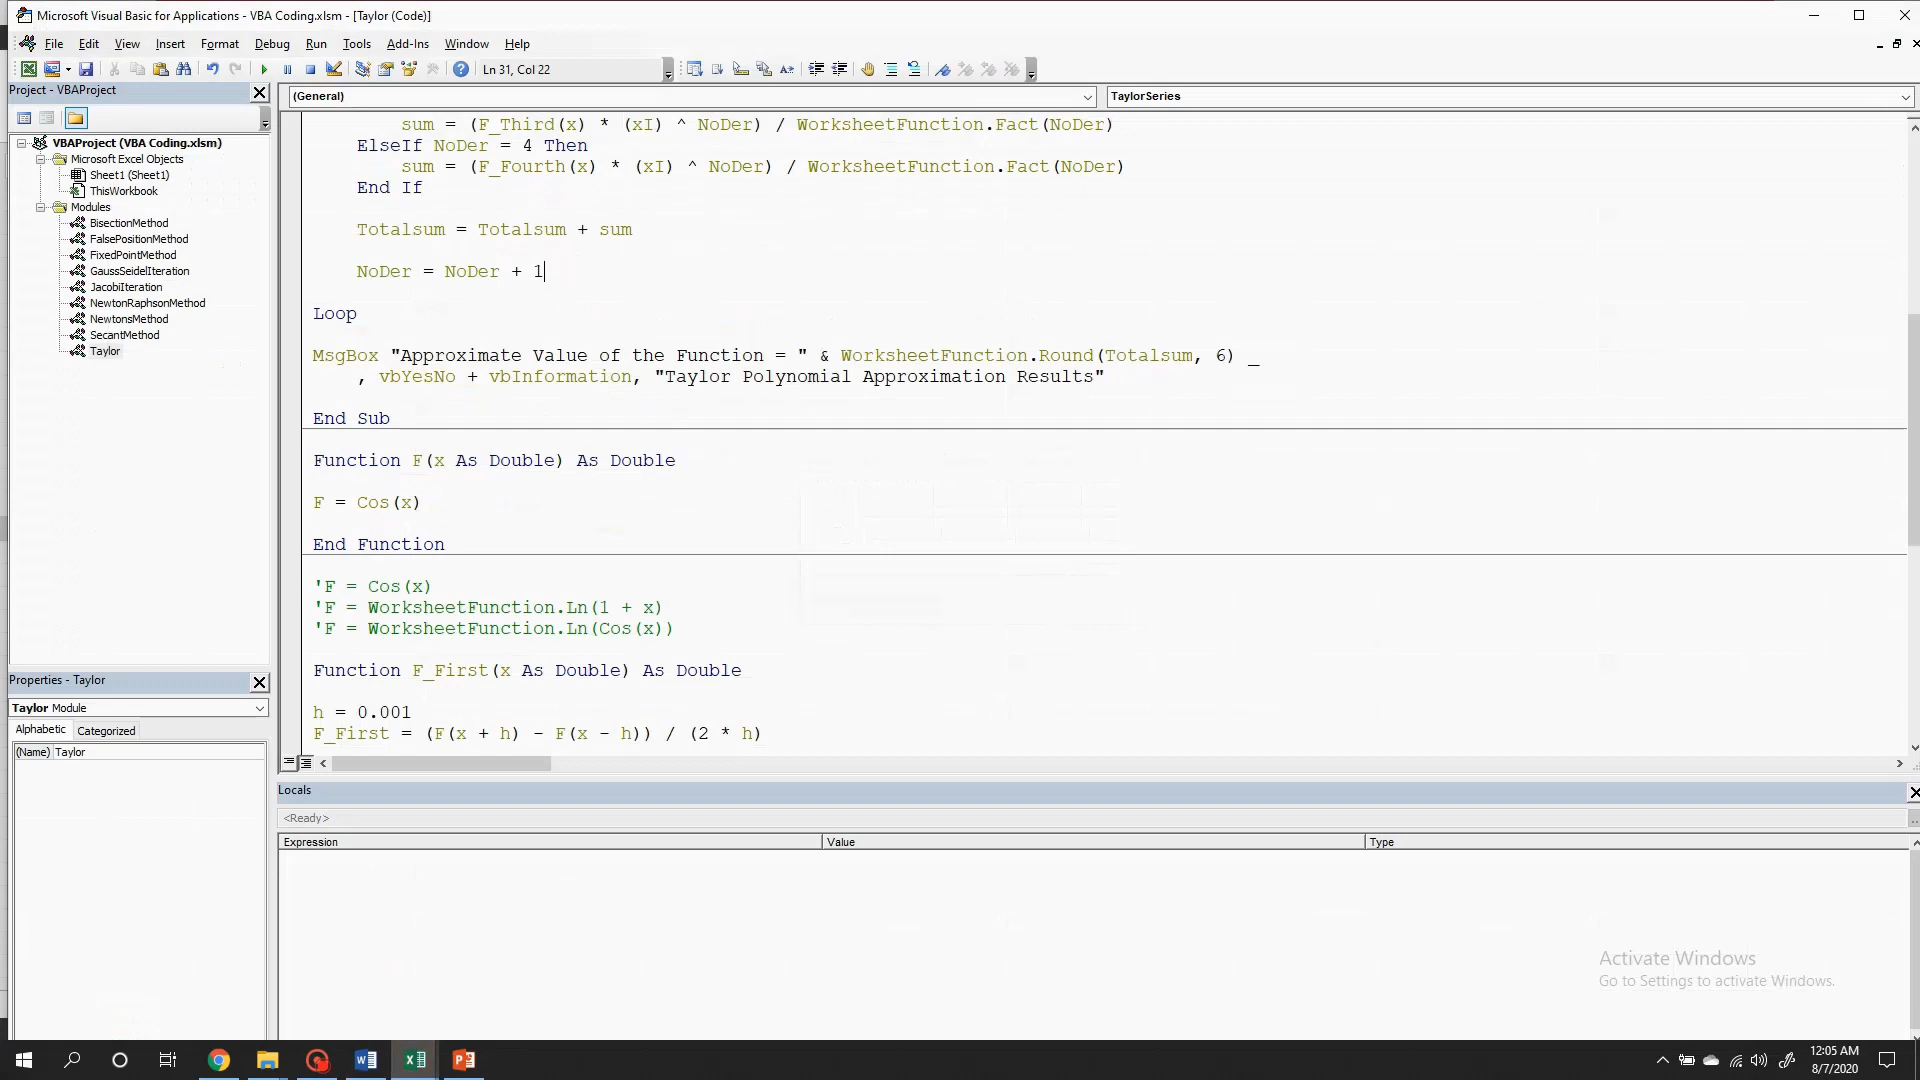 Microsoft Visual Basic for Applications - VBA Coding.xlsm - [Taylor (Code)]
File Edit View Insert Format Debug Run Tools Add-Ins Window Help
Ln 31, Col 22
Project - VBAProject
VBAProject (VBA Coding.xlsm)
Microsoft Excel Objects
Sheet1 (Sheet1)
ThisWorkbook
Modules
BisectionMethod
FalsePositionMethod
FixedPointMethod
GaussSeidelIteration
JacobiIteration
NewtonRaphsonMethod
NewtonsMethod
SecantMethod
Taylor
Properties - Taylor
Taylor Module
Alphabetic Categorized
(Name) Taylor
(General) TaylorSeries
sum = (F_Third(x) * (xI) ^ NoDer) / WorksheetFunction.Fact(NoDer)
ElseIf NoDer = 4 Then
sum = (F_Fourth(x) * (xI) ^ NoDer) / WorksheetFunction.Fact(NoDer)
End If
Totalsum = Totalsum + sum
NoDer = NoDer + 1
Loop
MsgBox "Approximate Value of the Function = " & WorksheetFunction.Round(Totalsum, 6) _
, vbYesNo + vbInformation, "Taylor Polynomial Approximation Results"
End Sub
Function F(x As Double) As Double
F = Cos(x)
End Function
'F = Cos(x)
'F = WorksheetFunction.Ln(1 + x)
'F = WorksheetFunction.Ln(Cos(x))
Function F_First(x As Double) As Double
h = 0.001
F_First = (F(x + h) - F(x - h)) / (2 * h)
Locals
<Ready>
Expression Value Type
Activate Windows
Go to Settings to activate Windows.
12:05 AM
8/7/2020